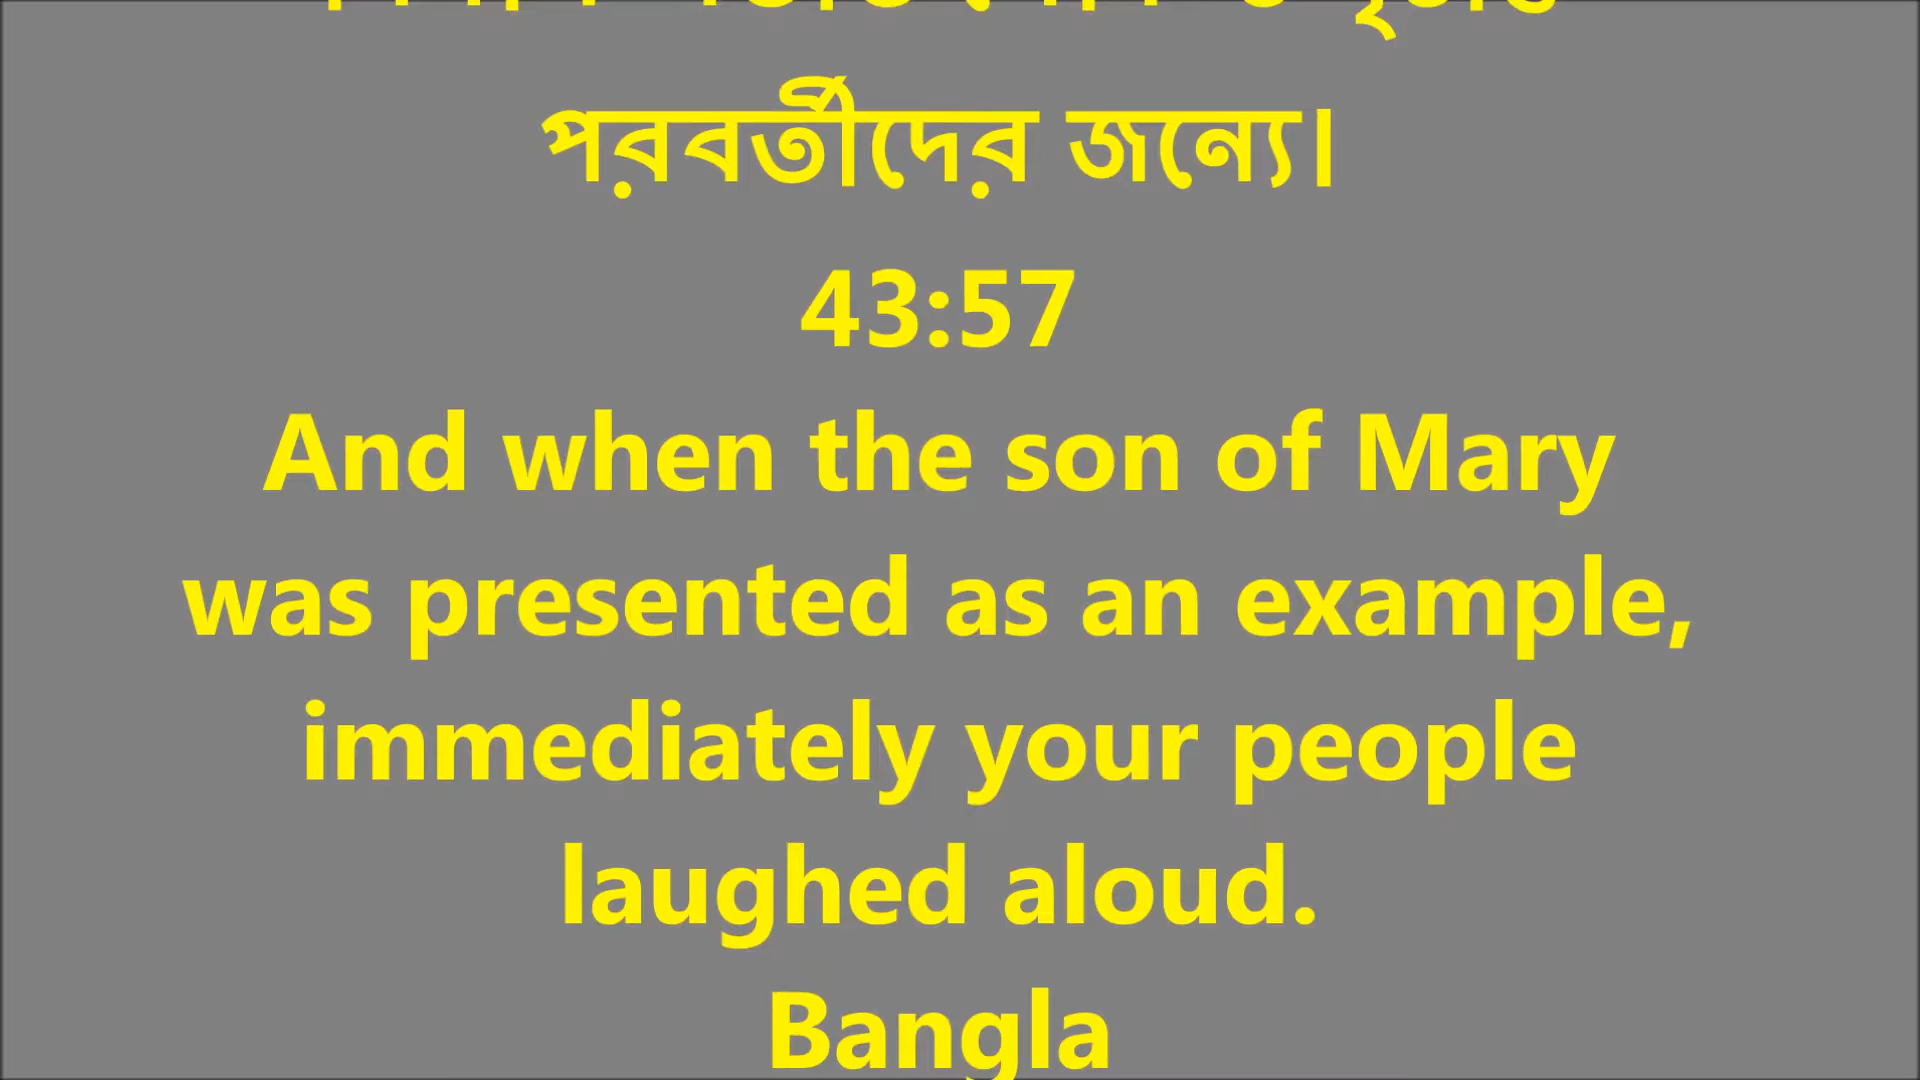 পরবর্তীদের জন্যে।
43:57
And when the son of Mary
was presented as an example,
immediately your people
laughed aloud.
Bangla